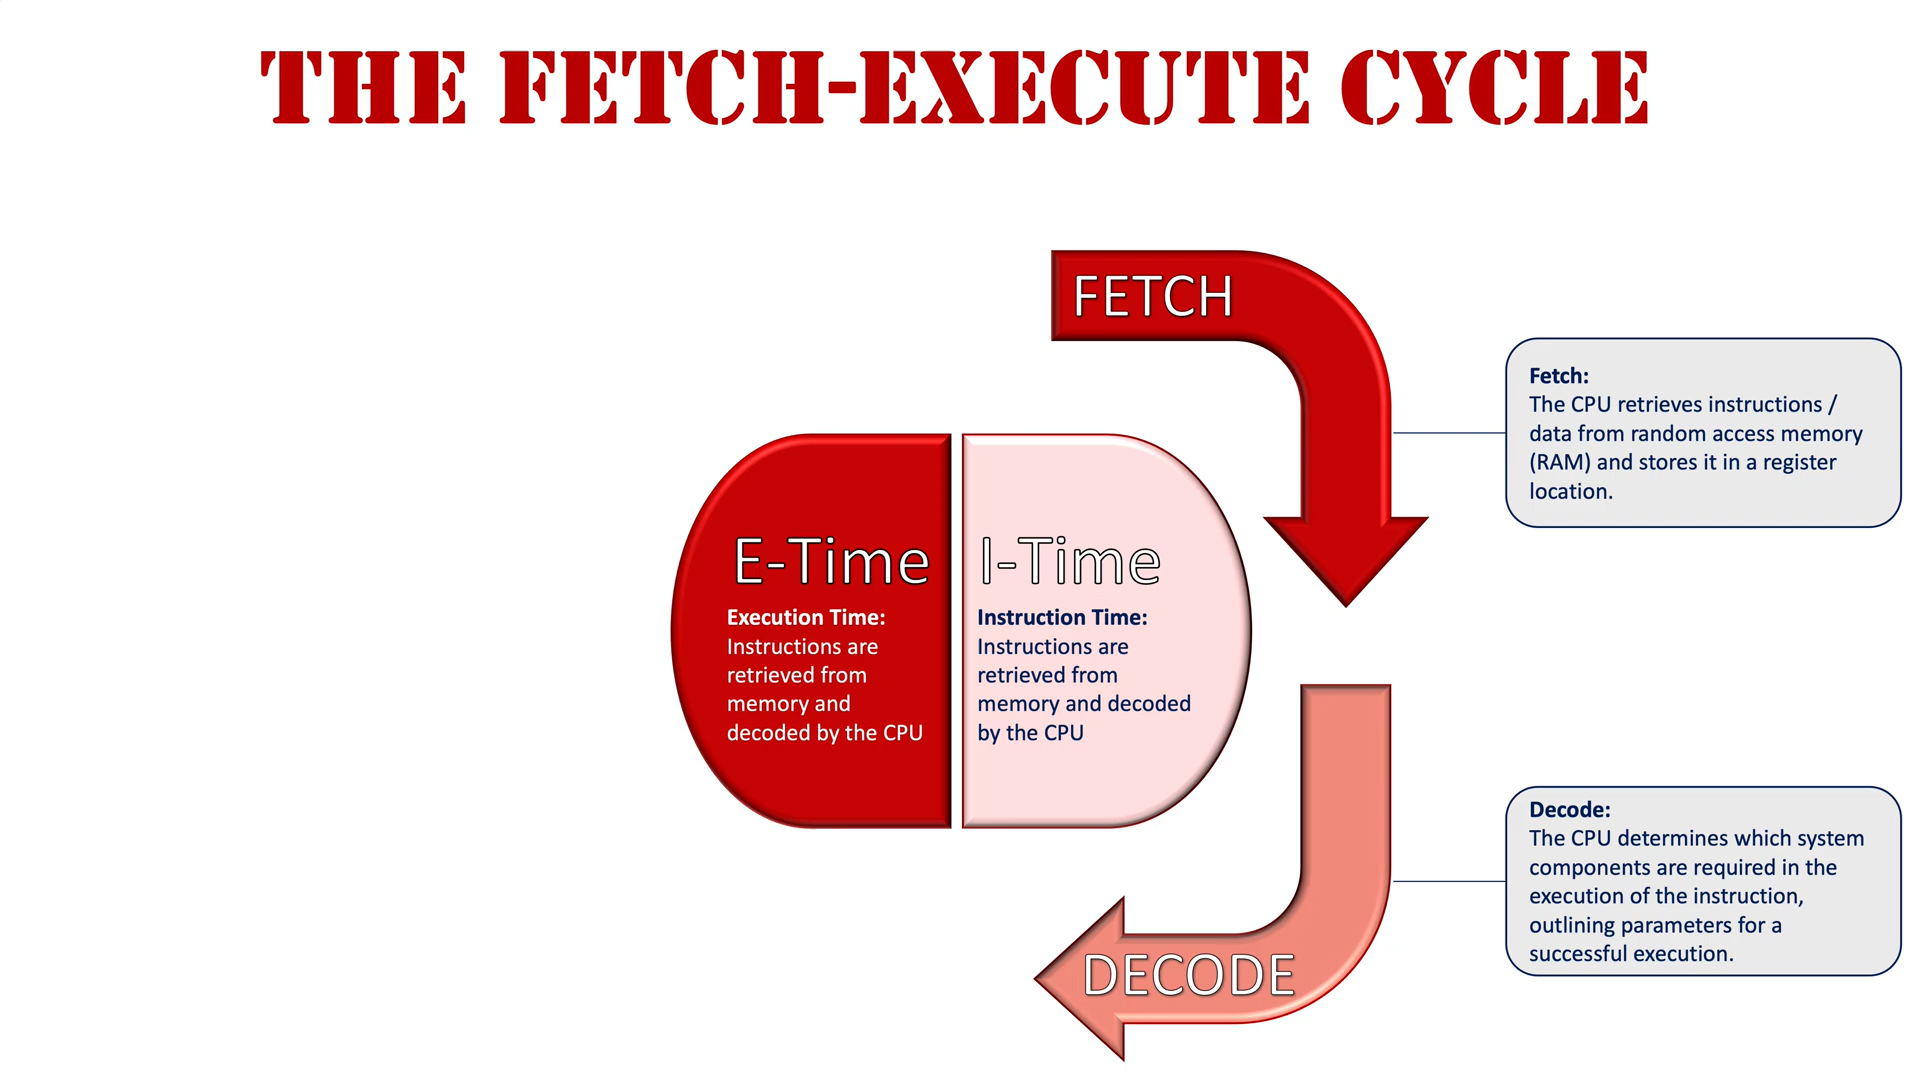 THE FETCH-EXECUTE CYCLE
FETCH
Fetch:
The CPU retrieves instructions /
data from random access memory
(RAM) and stores it in a register
location.
E-Time
Execution Time:
Instructions are
retrieved from
memory and
decoded by the CPU
I-Time
Instruction Time:
Instructions are
retrieved from
memory and decoded
by the CPU
Decode:
The CPU determines which system
components are required in the
execution of the instruction,
outlining parameters for a
successful execution.
DECODE